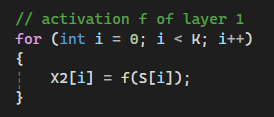 // activation f of layer 1
for (int i = 0; i < K; i++)
{
X2[i] = f(S[i]);
}